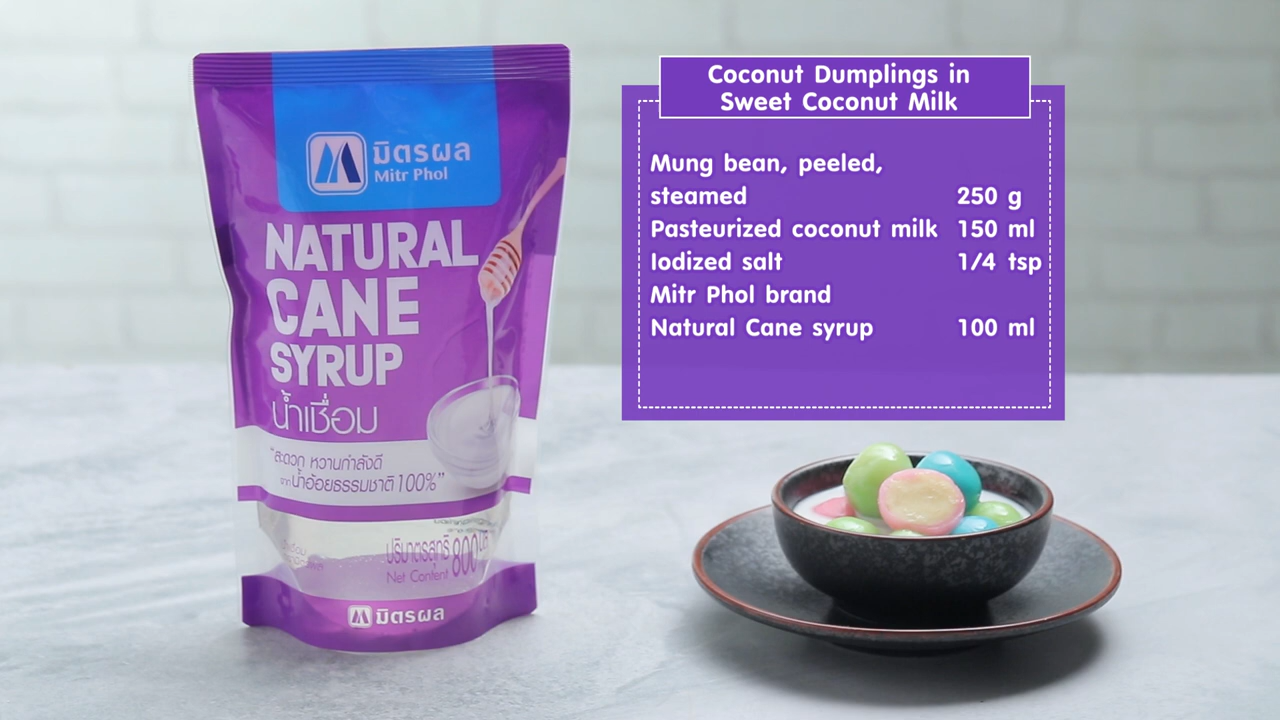 มิตรผล
Mitr Phol
NATURAL
CANE
SYRUP
น้ำเชื่อม
"สะดวก หวานกำลังดี
จาก น้ำอ้อยธรรมชาติ 100%"
ปริมาตรสุทธิ 800
Net Content
มิตรผล
Coconut Dumplings in
Sweet Coconut Milk
Mung bean, peeled,
steamed 250 g
Pasteurized coconut milk 150 ml
Iodized salt 1/4 tsp
Mitr Phol brand
Natural Cane syrup 100 ml